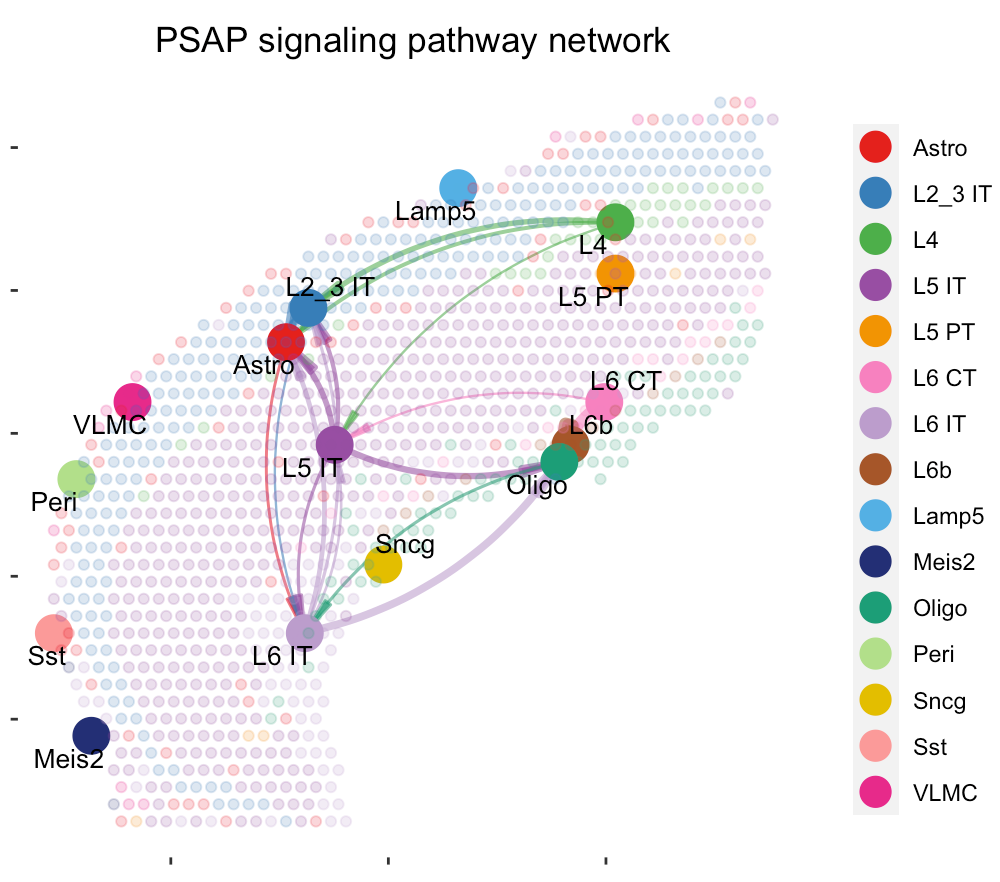 PSAP signaling pathway network
Lamp5
L4
L5 PT
L2_3 IT
Astro
L6 CT
VLMC
L6b
L5 IT
Oligo
Peri
Sncg
Sst
L6 IT
Meis2
Astro
L2_3 IT
L4
L5 IT
L5 PT
L6 CT
L6 IT
L6b
Lamp5
Meis2
Oligo
Peri
Sncg
Sst
VLMC